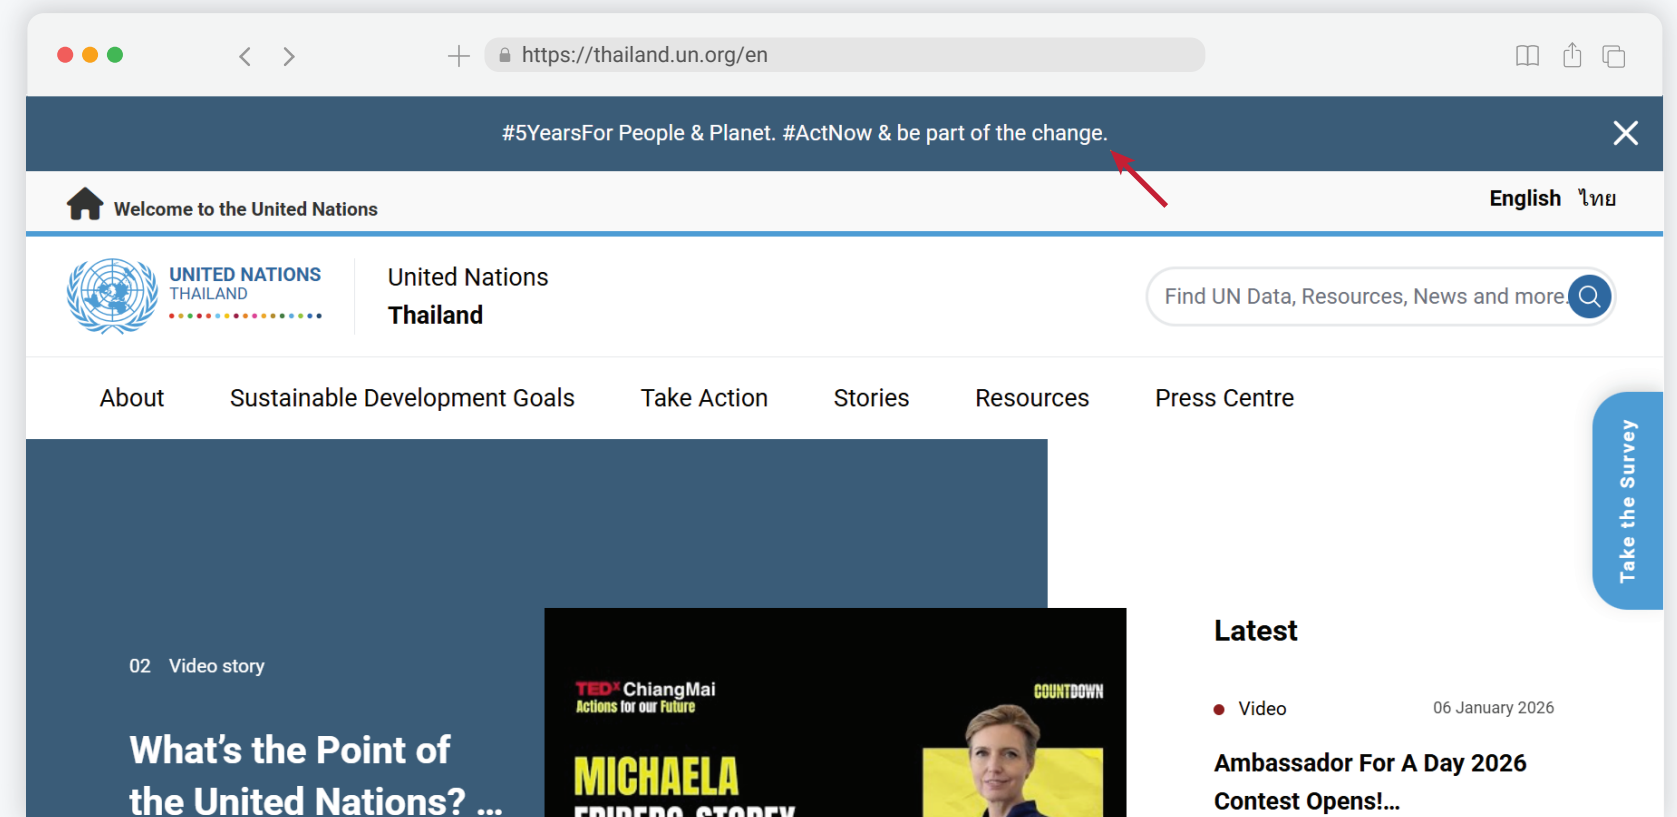 https://thailand.un.org/en
#5YearsFor People & Planet. #ActNow & be part of the change.
Welcome to the United Nations
English ไทย
UNITED NATIONS
THAILAND
United Nations
Thailand
Find UN Data, Resources, News and more.
About Sustainable Development Goals Take Action Stories Resources Press Centre
Take the Survey
02 Video story
What’s the Point of
the United Nations? ...
TEDx ChiangMai
Actions for our Future
COUNTDOWN
MICHAELA
FRIBERG-STOREY
Latest
Video 06 January 2026
Ambassador For A Day 2026
Contest Opens!...